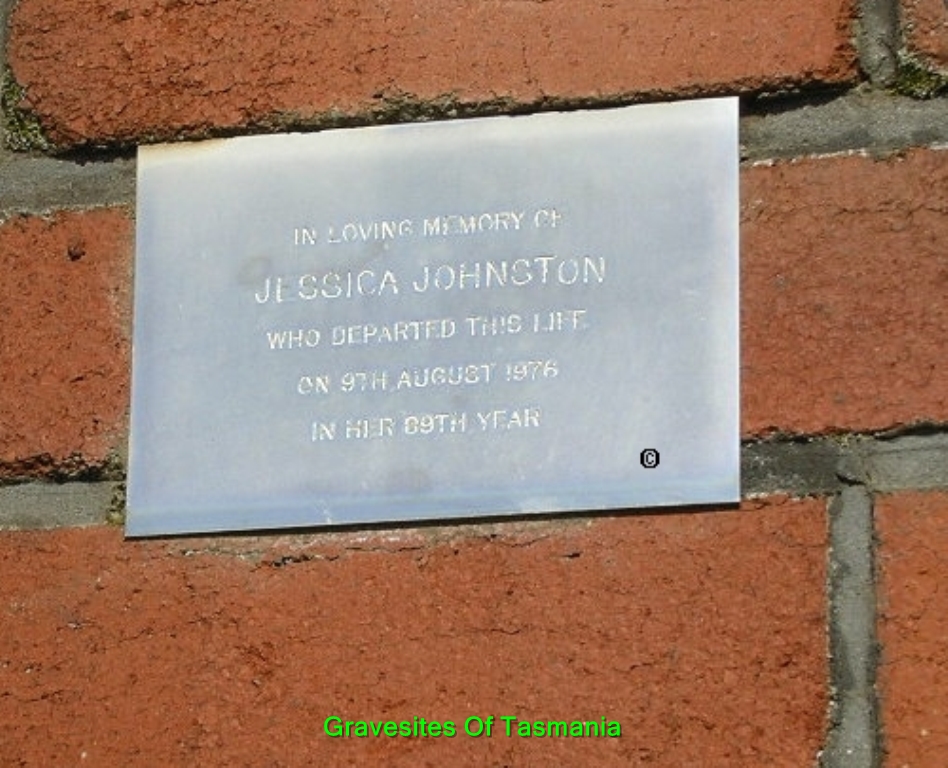 IN LOVING MEMORY OF
JESSICA JOHNSTON
WHO DEPARTED THIS LIFE
ON 9TH AUGUST 1976
IN HER 89TH YEAR
©
Gravesites Of Tasmania